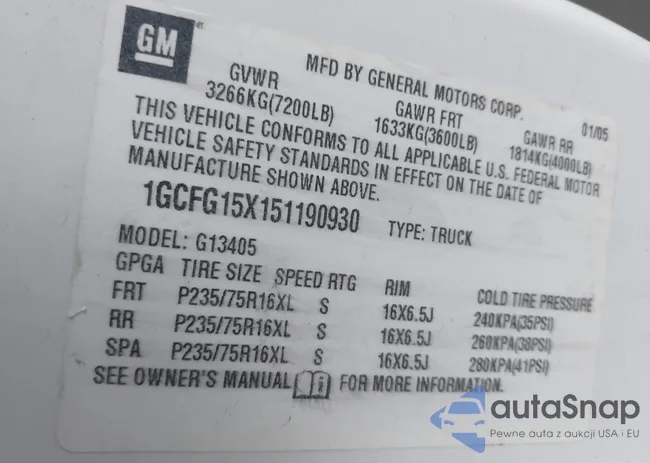 GM
MFD BY GENERAL MOTORS CORP. 01/05
GVWR GAWR FRT GAWR RR
3266KG(7200LB) 1633KG(3600LB) 1814KG(4000LB)
THIS VEHICLE CONFORMS TO ALL APPLICABLE U.S. FEDERAL MOTOR
VEHICLE SAFETY STANDARDS IN EFFECT ON THE DATE OF
MANUFACTURE SHOWN ABOVE.
1GCFG15X151190930 TYPE: TRUCK
MODEL: G13405
GPGA TIRE SIZE SPEED RTG RIM COLD TIRE PRESSURE
FRT P235/75R16XL S 16X6.5J 240KPA(35PSI)
RR P235/75R16XL S 16X6.5J 260KPA(38PSI)
SPA P235/75R16XL S 16X6.5J 280KPA(41PSI)
SEE OWNER'S MANUAL i FOR MORE INFORMATION.
autaSnap
Pewne auta z aukcji USA i EU